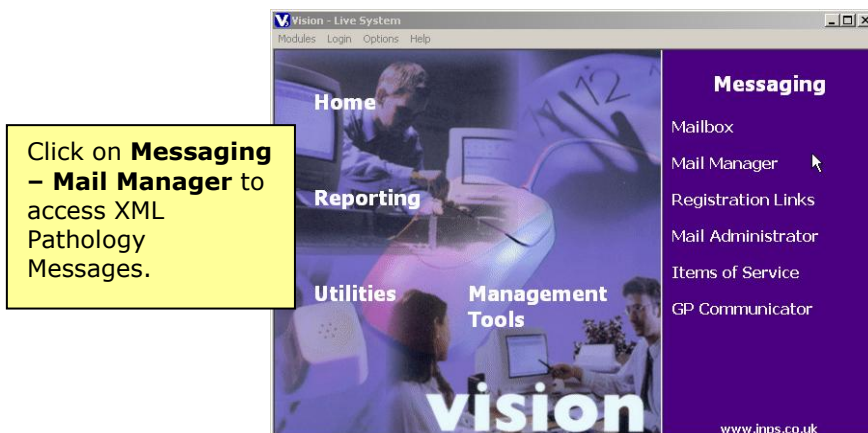 Vision - Live System
Modules Login Options Help
Home
Reporting
Utilities
Management
Tools
vision
Messaging
Mailbox
Mail Manager
Registration Links
Mail Administrator
Items of Service
GP Communicator
www.inps.co.uk
Click on Messaging
– Mail Manager to
access XML
Pathology
Messages.